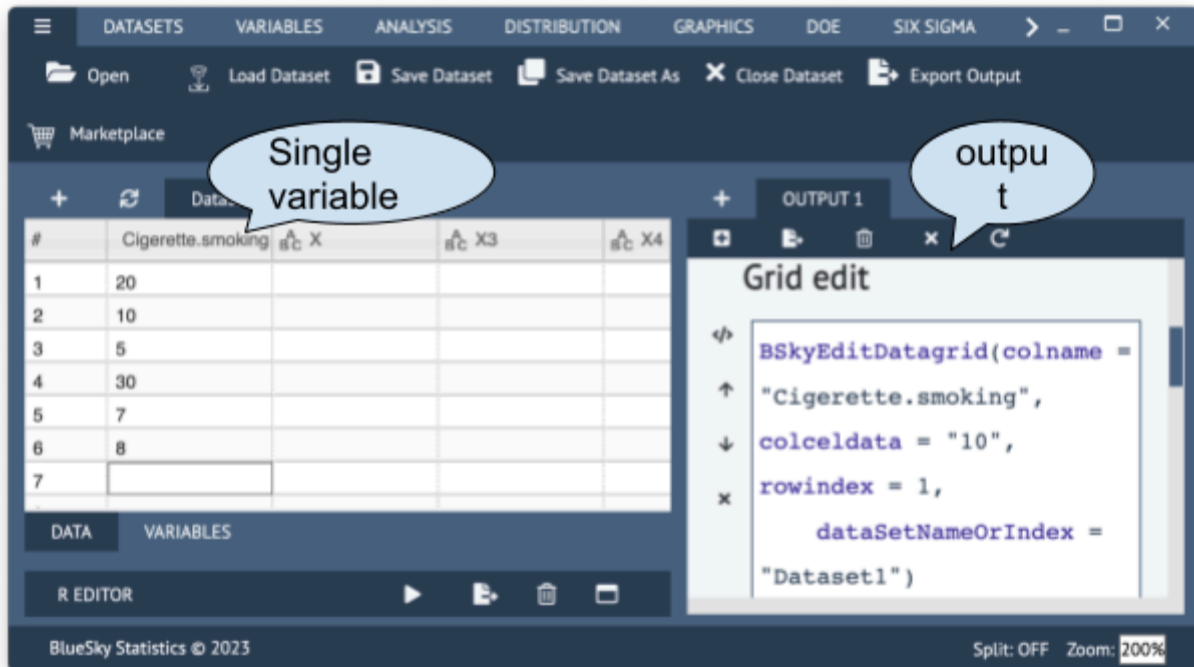 DATASETS VARIABLES ANALYSIS DISTRIBUTION GRAPHICS DOE SIX SIGMA
Open Load Dataset Save Dataset Save Dataset As Close Dataset Export Output
Marketplace
Single
variable
outpu
t
OUTPUT 1
# Cigerette.smoking ABC X ABC X3 ABC X4
1 20
2 10
3 5
4 30
5 7
6 8
7
DATA VARIABLES
R EDITOR
Grid edit
BSkyEditDatagrid(colname =
"Cigerette.smoking",
colceldata = "10",
rowindex = 1,
dataSetNameOrIndex =
"Dataset1")
BlueSky Statistics © 2023 Split: OFF Zoom: 200%